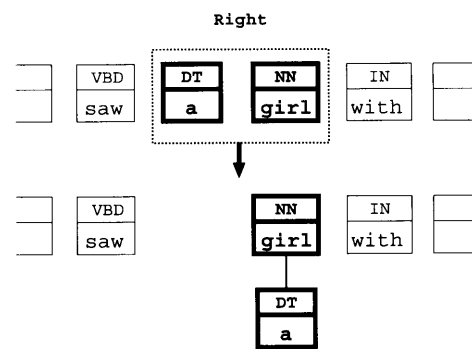 Right
VBD DT NN IN
saw a girl with
VBD NN IN
saw girl with
DT
a